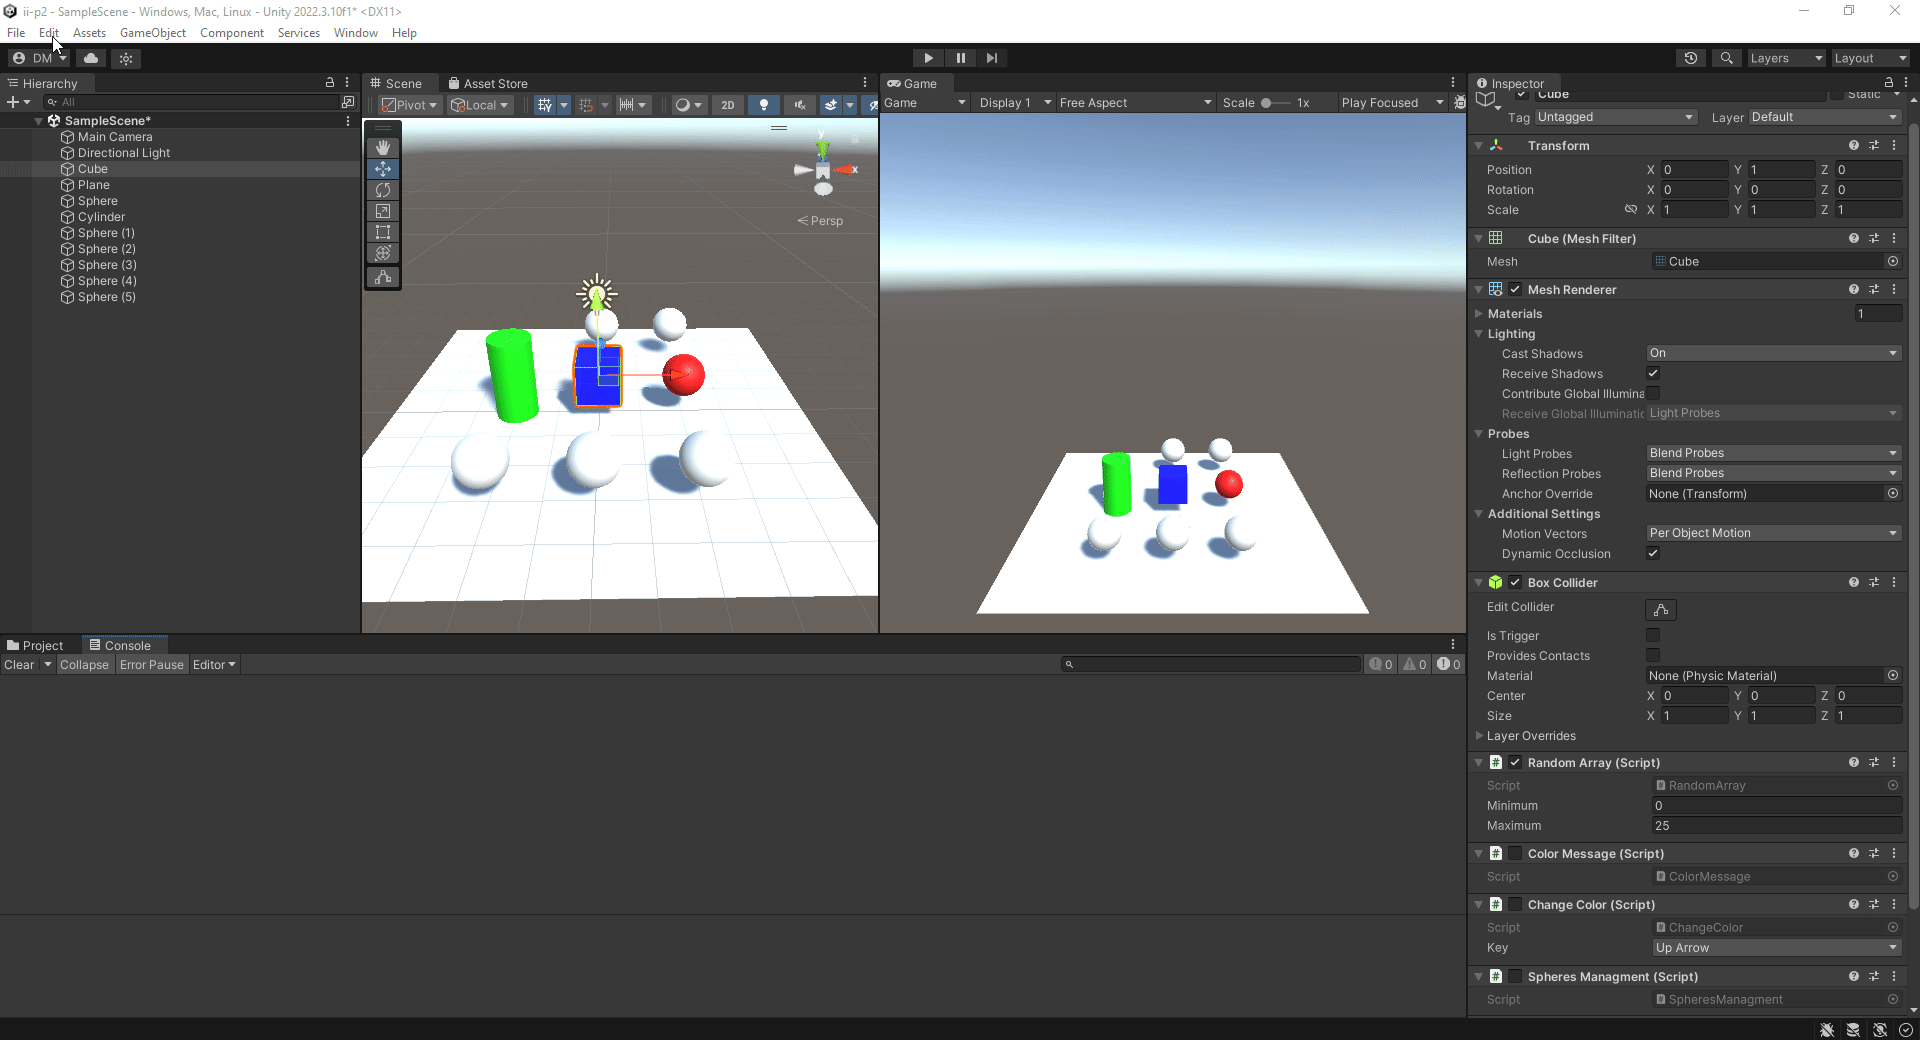 ii-p2 - SampleScene - Windows, Mac, Linux - Unity 2022.3.10f1* <DX11>
File Edit Assets GameObject Component Services Window Help
DM Layers Layout
Hierarchy
All
SampleScene*
Main Camera
Directional Light
Cube
Plane
Sphere
Cylinder
Sphere (1)
Sphere (2)
Sphere (3)
Sphere (4)
Sphere (5)
Scene Asset Store
Pivot Local 2D
y
x
Persp
Game
Game Display 1 Free Aspect Scale 1x Play Focused
Inspector
Cube Static
Tag Untagged Layer Default
Transform
Position X 0 Y 1 Z 0
Rotation X 0 Y 0 Z 0
Scale X 1 Y 1 Z 1
Cube (Mesh Filter)
Mesh Cube
Mesh Renderer
Materials 1
Lighting
Cast Shadows On
Receive Shadows
Contribute Global Illumina
Receive Global Illuminatic Light Probes
Probes
Light Probes Blend Probes
Reflection Probes Blend Probes
Anchor Override None (Transform)
Additional Settings
Motion Vectors Per Object Motion
Dynamic Occlusion
Box Collider
Edit Collider
Is Trigger
Provides Contacts
Material None (Physic Material)
Center X 0 Y 0 Z 0
Size X 1 Y 1 Z 1
Layer Overrides
Random Array (Script)
Script RandomArray
Minimum 0
Maximum 25
Color Message (Script)
Script ColorMessage
Change Color (Script)
Script ChangeColor
Key Up Arrow
Spheres Managment (Script)
Script SpheresManagment
Project Console
Clear Collapse Error Pause Editor 0 0 0